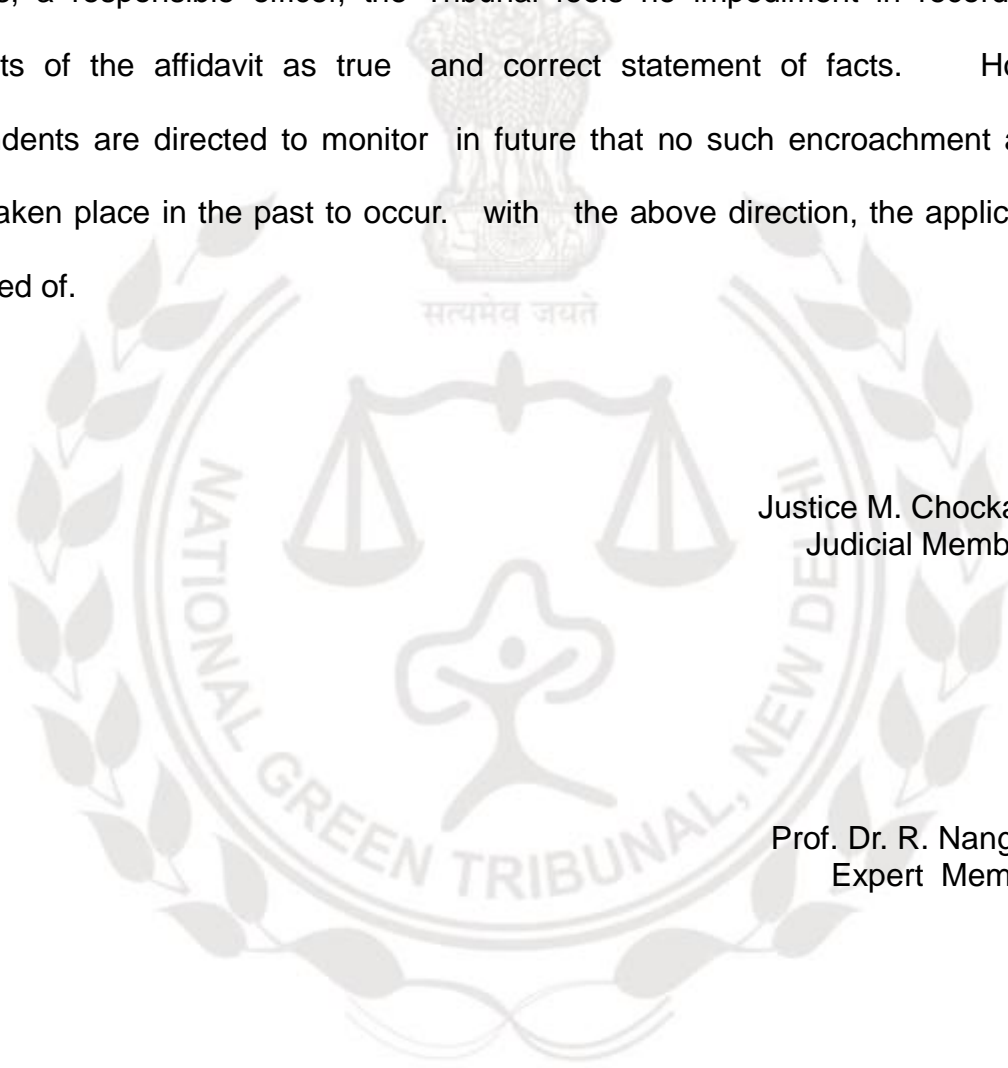 a responsible officer, the Tribunal feels no impediment in record
ts of the affidavit as true and correct statement of facts. Ho
dents are directed to monitor in future that no such encroachment a
aken place in the past to occur. with the above direction, the applic
ed of.
सत्यमेव जयते
NATIONAL GREEN TRIBUNAL, NEW DELHI
Justice M. Chocka
Judicial Memb
Prof. Dr. R. Nang
Expert Mem